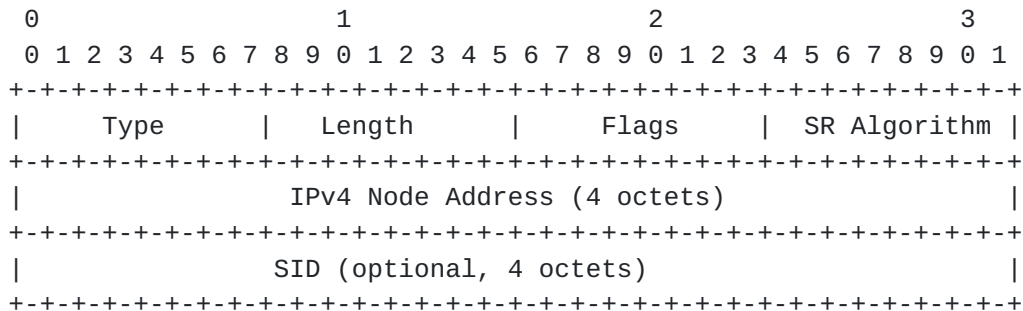 0                   1                   2                   3
 0 1 2 3 4 5 6 7 8 9 0 1 2 3 4 5 6 7 8 9 0 1 2 3 4 5 6 7 8 9 0 1
+-+-+-+-+-+-+-+-+-+-+-+-+-+-+-+-+-+-+-+-+-+-+-+-+-+-+-+-+-+-+-+-+
|     Type      |   Length      |     Flags     |  SR Algorithm |
+-+-+-+-+-+-+-+-+-+-+-+-+-+-+-+-+-+-+-+-+-+-+-+-+-+-+-+-+-+-+-+-+
|                 IPv4 Node Address (4 octets)                  |
+-+-+-+-+-+-+-+-+-+-+-+-+-+-+-+-+-+-+-+-+-+-+-+-+-+-+-+-+-+-+-+-+
|                SID (optional, 4 octets)                       |
+-+-+-+-+-+-+-+-+-+-+-+-+-+-+-+-+-+-+-+-+-+-+-+-+-+-+-+-+-+-+-+-+